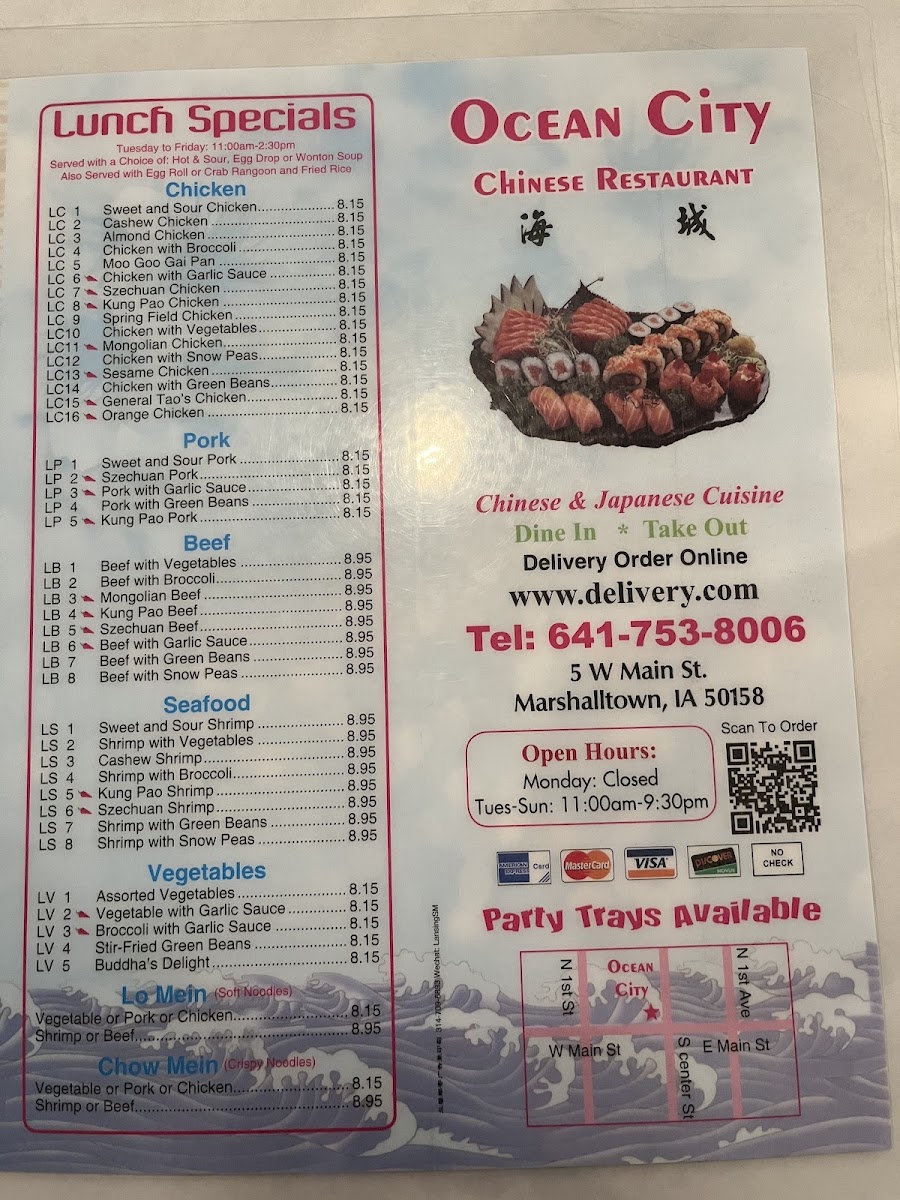 Lunch Specials
Tuesday to Friday: 11:00am-2:30pm
Served with a Choice of: Hot & Sour, Egg Drop or Wonton Soup
Also Served with Egg Roll or Crab Rangoon and Fried Rice
Chicken
LC 1 Sweet and Sour Chicken 8.15
LC 2 Cashew Chicken 8.15
LC 3 Almond Chicken 8.15
LC 4 Chicken with Broccoli 8.15
LC 5 Moo Goo Gai Pan 8.15
LC 6 Chicken with Garlic Sauce 8.15
LC 7 Szechuan Chicken 8.15
LC 8 Kung Pao Chicken 8.15
LC 9 Spring Field Chicken 8.15
LC10 Chicken with Vegetables 8.15
LC11 Mongolian Chicken 8.15
LC12 Chicken with Snow Peas 8.15
LC13 Sesame Chicken 8.15
LC14 Chicken with Green Beans 8.15
LC15 General Tao's Chicken 8.15
LC16 Orange Chicken 8.15
Pork
LP 1 Sweet and Sour Pork 8.15
LP 2 Szechuan Pork 8.15
LP 3 Pork with Garlic Sauce 8.15
LP 4 Pork with Green Beans 8.15
LP 5 Kung Pao Pork 8.15
Beef
LB 1 Beef with Vegetables 8.95
LB 2 Beef with Broccoli 8.95
LB 3 Mongolian Beef 8.95
LB 4 Kung Pao Beef 8.95
LB 5 Szechuan Beef 8.95
LB 6 Beef with Garlic Sauce 8.95
LB 7 Beef with Green Beans 8.95
LB 8 Beef with Snow Peas 8.95
Seafood
LS 1 Sweet and Sour Shrimp 8.95
LS 2 Shrimp with Vegetables 8.95
LS 3 Cashew Shrimp 8.95
LS 4 Shrimp with Broccoli 8.95
LS 5 Kung Pao Shrimp 8.95
LS 6 Szechuan Shrimp 8.95
LS 7 Shrimp with Green Beans 8.95
LS 8 Shrimp with Snow Peas 8.95
Vegetables
LV 1 Assorted Vegetables 8.15
LV 2 Vegetable with Garlic Sauce 8.15
LV 3 Broccoli with Garlic Sauce 8.15
LV 4 Stir-Fried Green Beans 8.15
LV 5 Buddha's Delight 8.15
Lo Mein (Soft Noodles)
Vegetable or Pork or Chicken 8.15
Shrimp or Beef 8.95
Chow Mein (Crispy Noodles)
Vegetable or Pork or Chicken 8.15
Shrimp or Beef 8.95
Wechat: LansingSM
Ocean City
Chinese Restaurant
海 城
Chinese & Japanese Cuisine
Dine In * Take Out
Delivery Order Online
www.delivery.com
Tel: 641-753-8006
5 W Main St.
Marshalltown, IA 50158
Scan To Order
Open Hours:
Monday: Closed
Tues-Sun: 11:00am-9:30pm
AMERICAN EXPRESS Card
MasterCard
VISA
DISCOVER NOVUS
NO CHECK
Party Trays Available
N 1st St
Ocean City
N 1st Ave
W Main St
S center St
E Main St